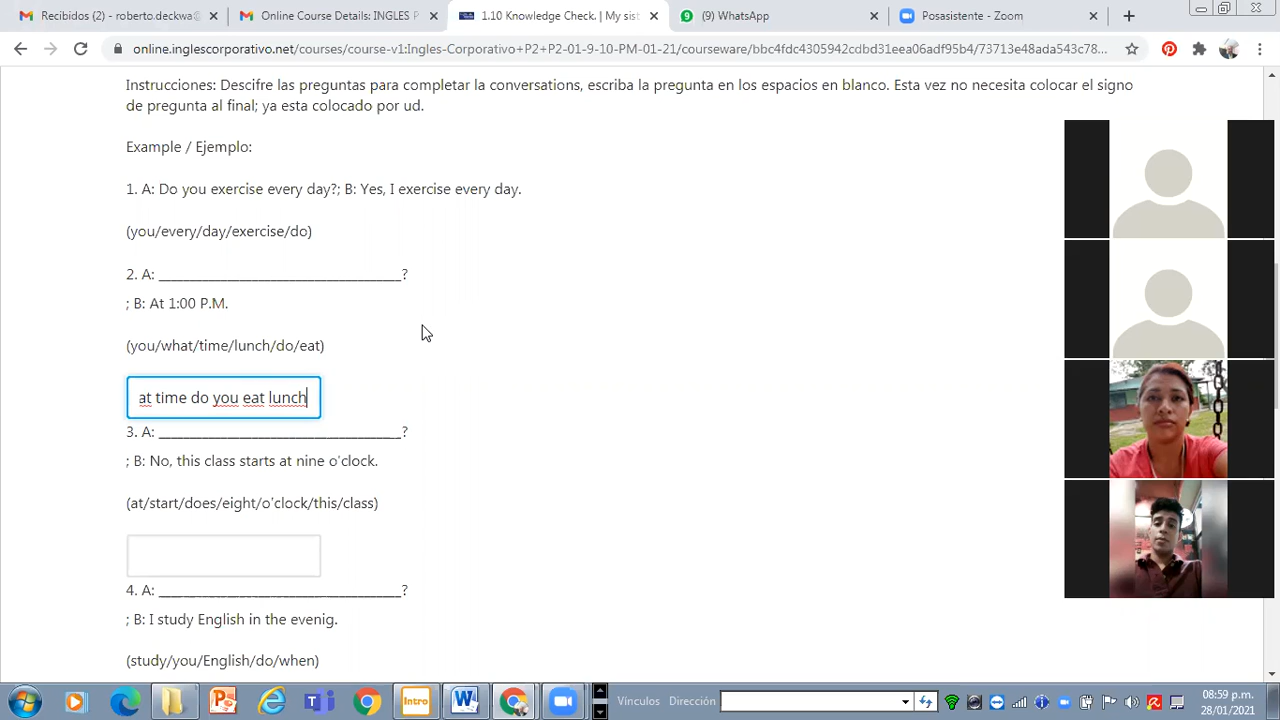 Recibidos (2) - roberto.deckwa
Online Course Details: INGLES P
1.10 Knowledge Check. | My sist
(9) WhatsApp
Posasistente - Zoom
online.inglescorporativo.net/courses/course-v1:Ingles-Corporativo+P2+P2-01-9-10-PM-01-21/courseware/bbc4fdc4305942cdbd31eea06adf95b4/73713e48ada543c78...
Instrucciones: Descifre las preguntas para completar la conversations, escriba la pregunta en los espacios en blanco. Esta vez no necesita colocar el signo
de pregunta al final; ya esta colocado por ud.
Example / Ejemplo:
1. A: Do you exercise every day?; B: Yes, I exercise every day.
(you/every/day/exercise/do)
2. A: ________________________________?
; B: At 1:00 P.M.
(you/what/time/lunch/do/eat)
at time do you eat lunch
3. A: ________________________________?
; B: No, this class starts at nine o'clock.
(at/start/does/eight/o'clock/this/class)
4. A: ________________________________?
; B: I study English in the evenig.
(study/you/English/do/when)
Intro
Vínculos Dirección
08:59 p.m.
28/01/2021